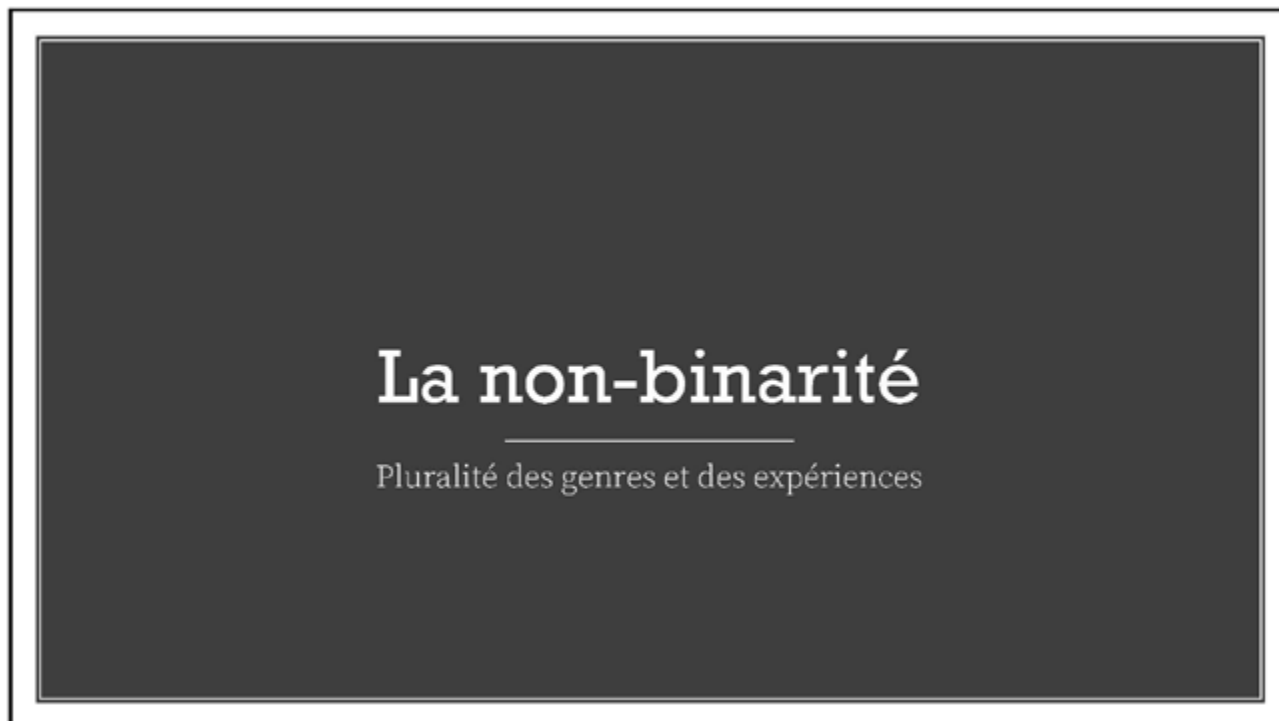 La non-binarité
Pluralité des genres et des expériences